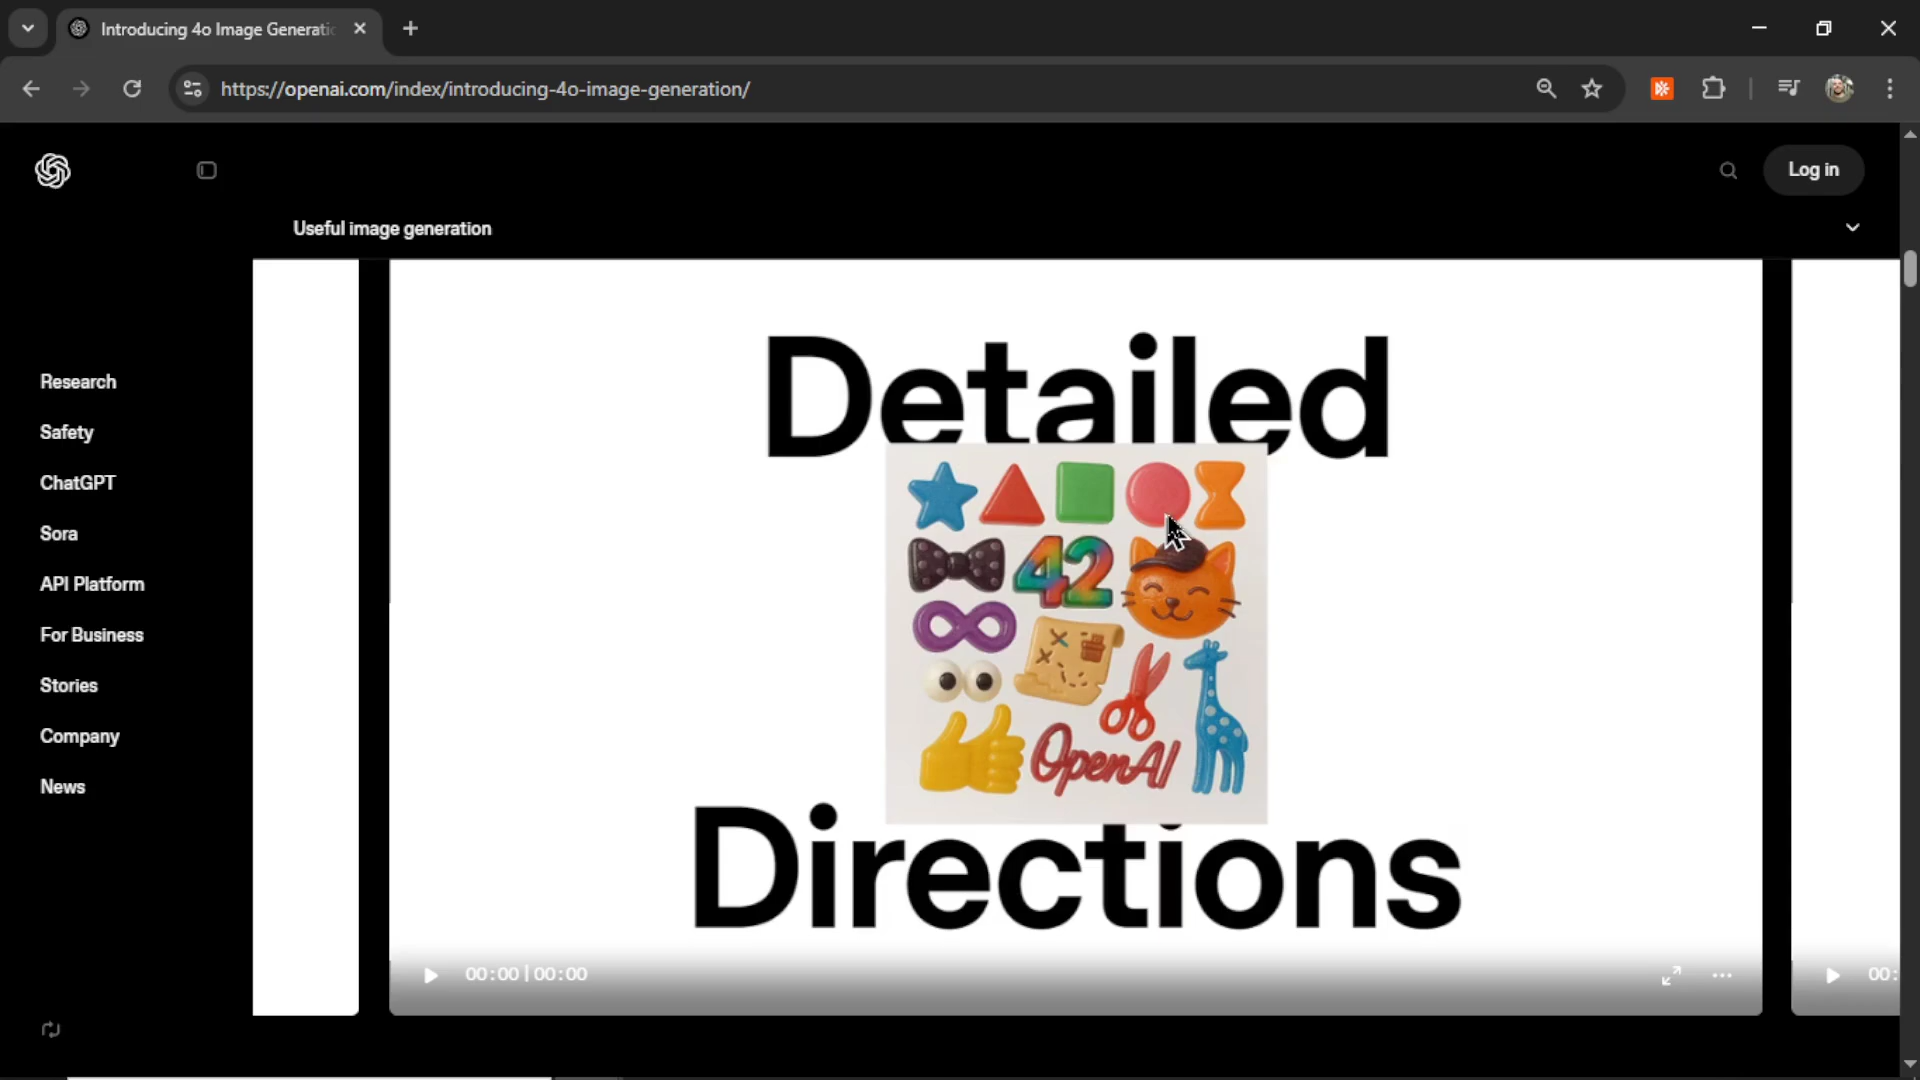 Introducing 4o Image Generati
https://openai.com/index/introducing-4o-image-generation/
Log in
Useful image generation
Research
Safety
ChatGPT
Sora
API Platform
For Business
Stories
Company
News
Detailed
42
OpenAI
Directions
00:00 | 00:00
00: